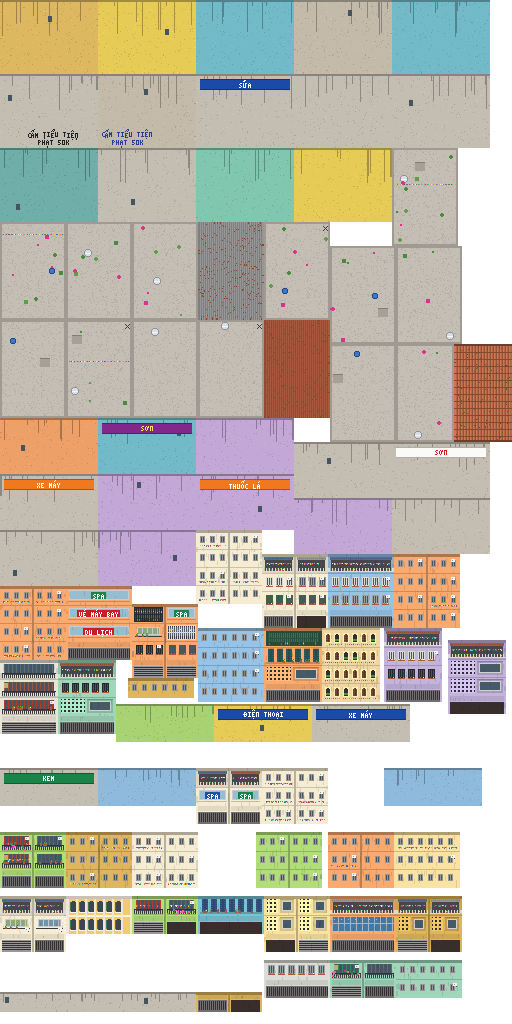 SỮA
CẤM TIỂU TIỆN
PHẠT 50K
CẤM TIỂU TIỆN
PHẠT 50K
SƠN
SƠN
XE MÁY
THUỐC LÁ
SPA
VÉ MÁY BAY
DU LỊCH
SPA
ĐIỆN THOẠI
XE MÁY
KEM
SPA
SPA